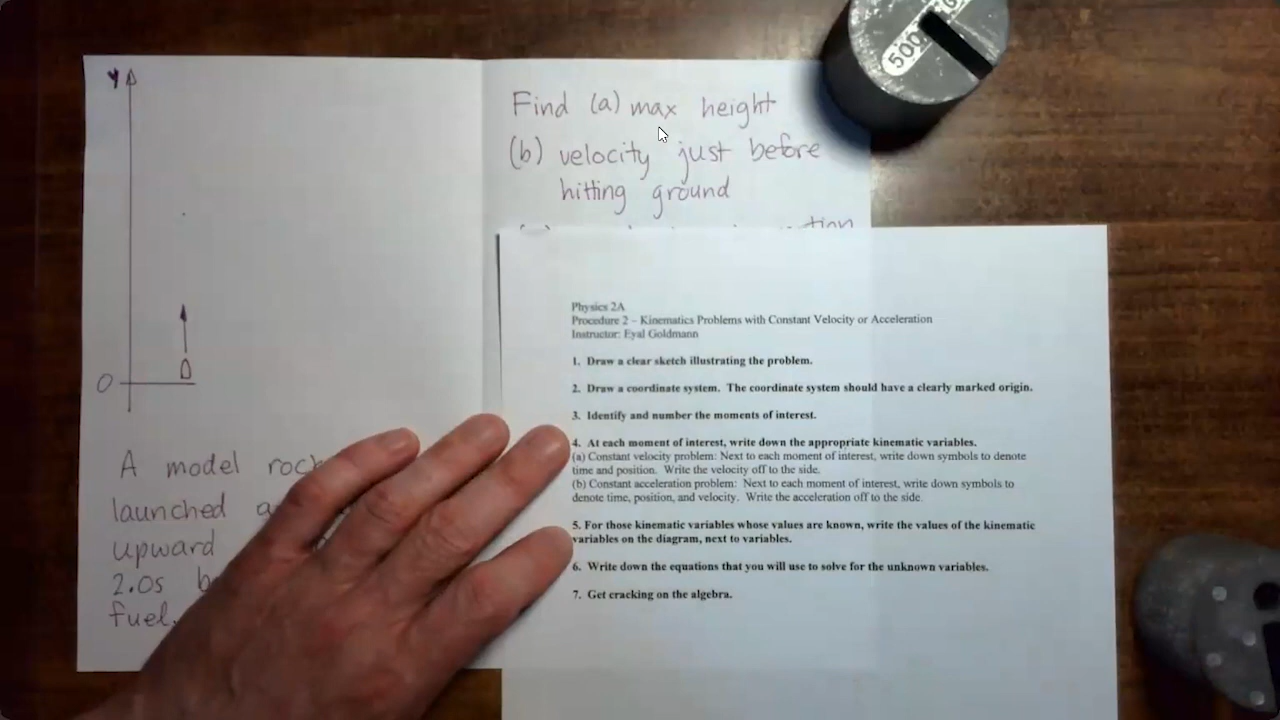 Y
O
A model
launched
upward
2.0s
fuel.
Find (a) max height
(b) velocity just before
hitting ground
Physics 2A
Procedure 2 – Kinematics Problems with Constant Velocity or Acceleration
Instructor: Eyal Goldmann
1. Draw a clear sketch illustrating the problem.
2. Draw a coordinate system. The coordinate system should have a clearly marked origin.
3. Identify and number the moments of interest.
4. At each moment of interest, write down the appropriate kinematic variables.
(a) Constant velocity problem: Next to each moment of interest, write down symbols to denote
time and position. Write the velocity off to the side.
(b) Constant acceleration problem: Next to each moment of interest, write down symbols to
denote time, position, and velocity. Write the acceleration off to the side.
5. For those kinematic variables whose values are known, write the values of the kinematic
variables on the diagram, next to variables.
6. Write down the equations that you will use to solve for the unknown variables.
7. Get cracking on the algebra.
500